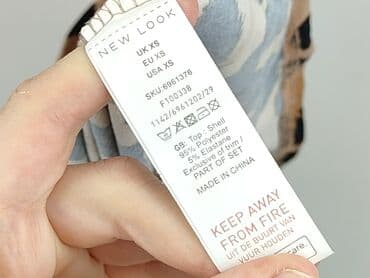 NEW LOOK
UK XS
EU XS
USA XS
SKU:6961376
F100338
1142/6961202/29
GB: Top : Shell
95% Polyester
5% Elastane
Exclusive of trim /
PART OF SET
MADE IN CHINA
KEEP AWAY
FROM FIRE
UIT DE BUURT VAN
VUUR HOUDEN
care.